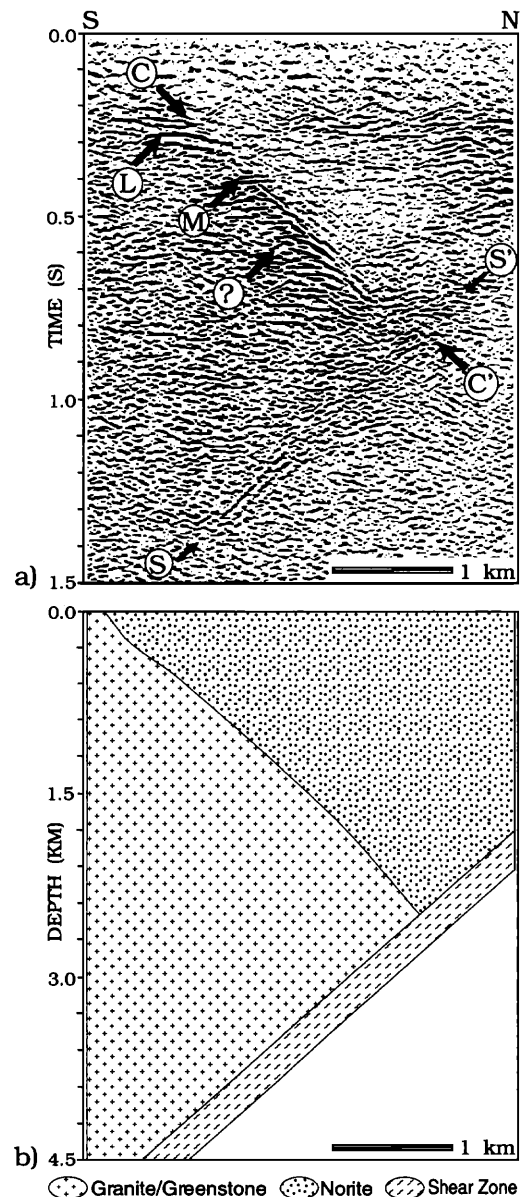 S N
0.0
C
L
M
0.5
?
S'
TIME (S)
C'
1.0
S
1 km
a) 1.5
0.0
1.5
DEPTH (KM)
3.0
1 km
b) 4.5
Granite/Greenstone Norite Shear Zone